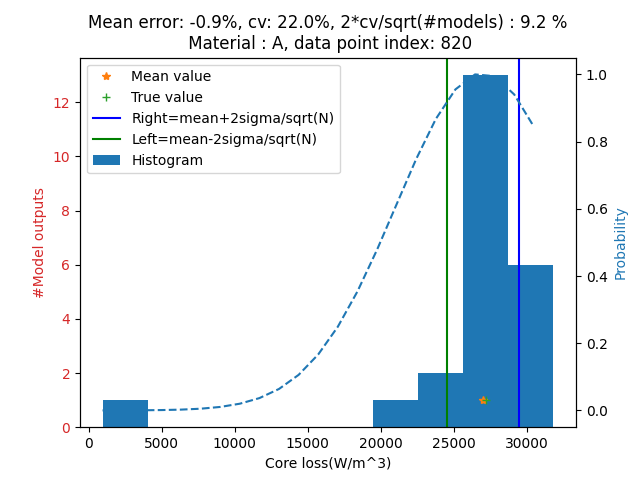 Mean error: -0.9%, cv: 22.0%, 2*cv/sqrt(#models) : 9.2 %
Material : A, data point index: 820
Mean value
True value
Right=mean+2sigma/sqrt(N)
Left=mean-2sigma/sqrt(N)
Histogram
#Model outputs
12
10
8
6
4
2
0
1.0
0.8
0.6
0.4
0.2
0.0
Probability
0 5000 10000 15000 20000 25000 30000
Core loss(W/m^3)